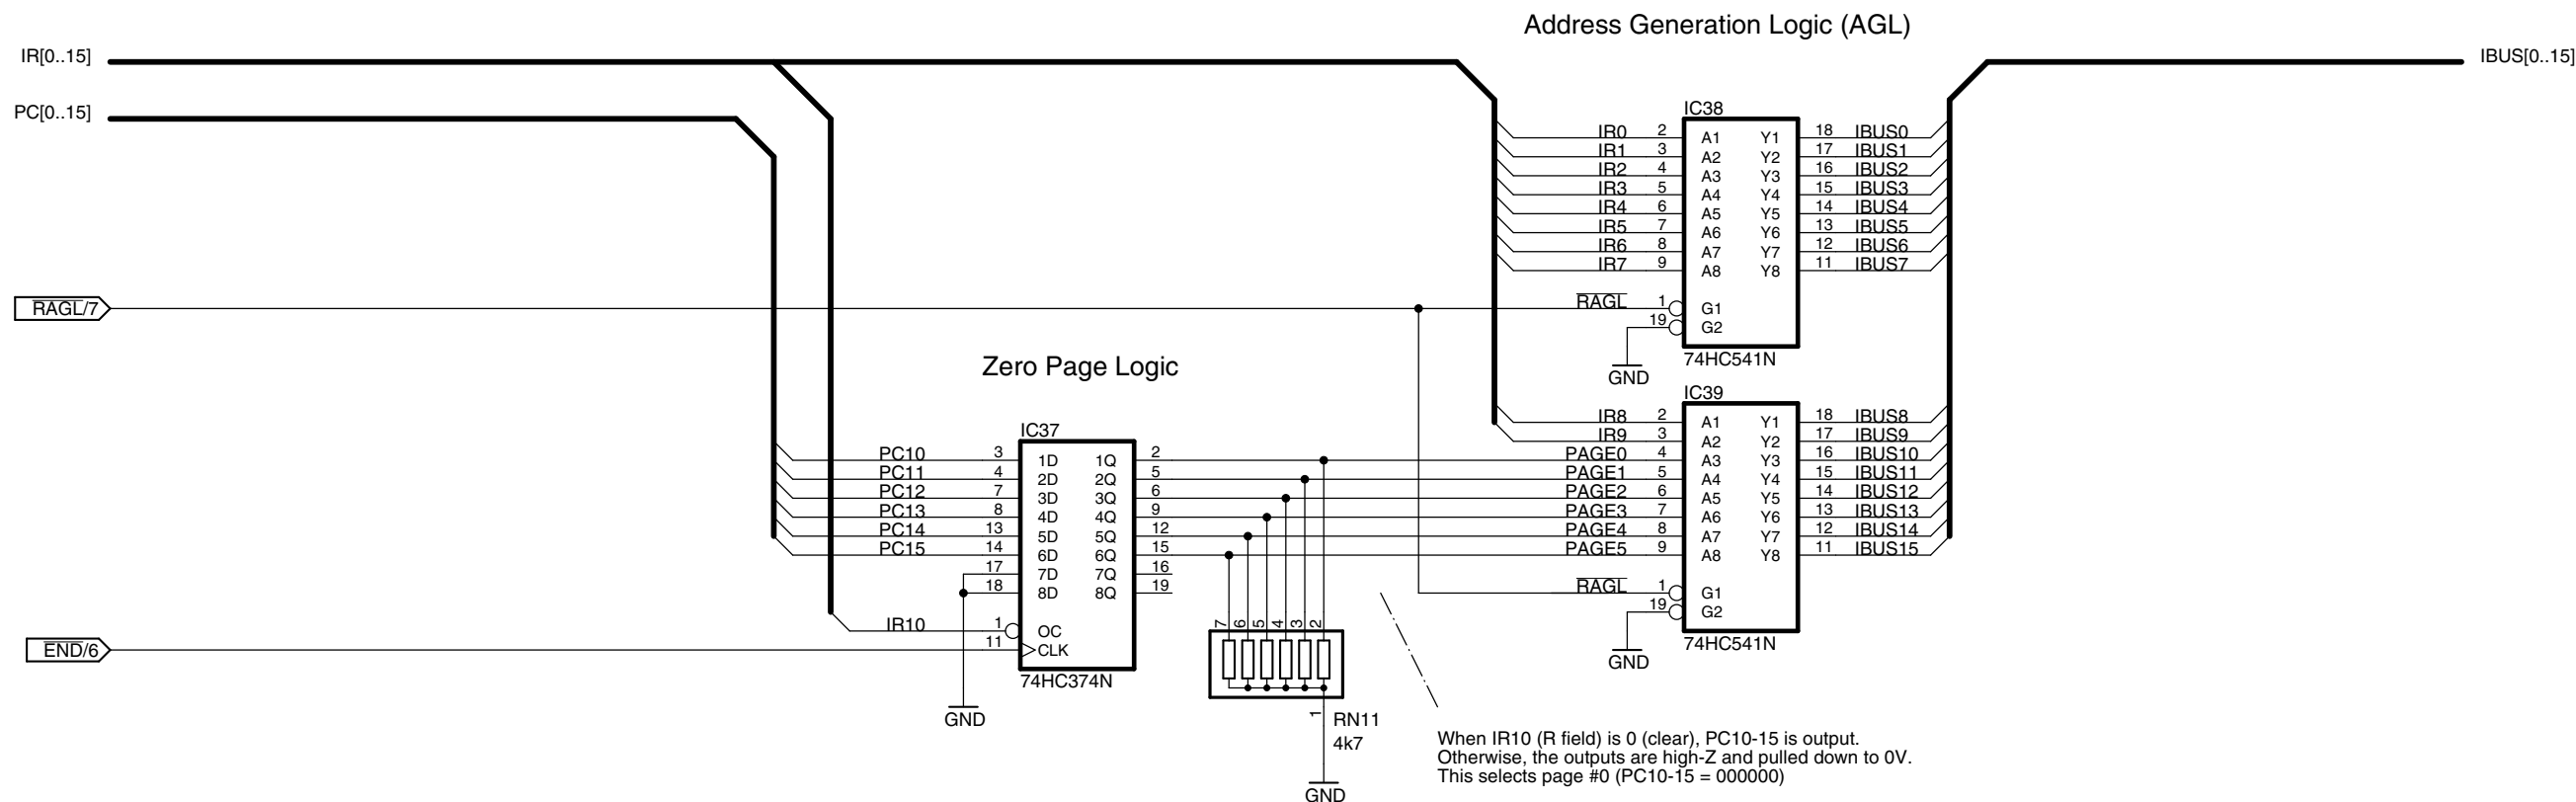 Address Generation Logic (AGL)
IR[0..15]
IBUS[0..15]
PC[0..15]
IC38
IR0 2 A1 Y1 18 IBUS0
IR1 3 A2 Y2 17 IBUS1
IR2 4 A3 Y3 16 IBUS2
IR3 5 A4 Y4 15 IBUS3
IR4 6 A5 Y5 14 IBUS4
IR5 7 A6 Y6 13 IBUS5
IR6 8 A7 Y7 12 IBUS6
IR7 9 A8 Y8 11 IBUS7
RAGL/7
RAGL 1 G1
19 G2
74HC541N
GND
Zero Page Logic
IC39
IR8 2 A1 Y1 18 IBUS8
IR9 3 A2 Y2 17 IBUS9
PAGE0 4 A3 Y3 16 IBUS10
PAGE1 5 A4 Y4 15 IBUS11
PAGE2 6 A5 Y5 14 IBUS12
PAGE3 7 A6 Y6 13 IBUS13
PAGE4 8 A7 Y7 12 IBUS14
PAGE5 9 A8 Y8 11 IBUS15
RAGL 1 G1
19 G2
74HC541N
GND
IC37
PC10 3 1D 1Q 2
PC11 4 2D 2Q 5
PC12 7 3D 3Q 6
PC13 8 4D 4Q 9
PC14 13 5D 5Q 12
PC15 14 6D 6Q 15
17 7D 7Q 16
18 8D 8Q 19
IR10 1 OC
END/6
11 CLK
74HC374N
GND
7 6 5 4 3 2
1
RN11
4k7
GND
When IR10 (R field) is 0 (clear), PC10-15 is output.
Otherwise, the outputs are high-Z and pulled down to 0V.
This selects page #0 (PC10-15 = 000000)